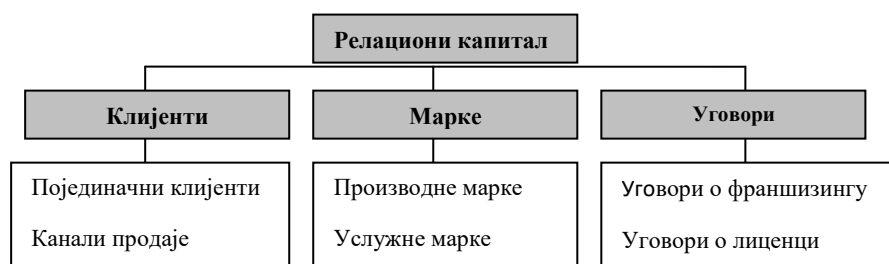 Релациони капитал
Клијенти
Марке
Уговори
Појединачни клијенти
Канали продаје
Производне марке
Услужне марке
Уговори о франшизингу
Уговори о лиценци